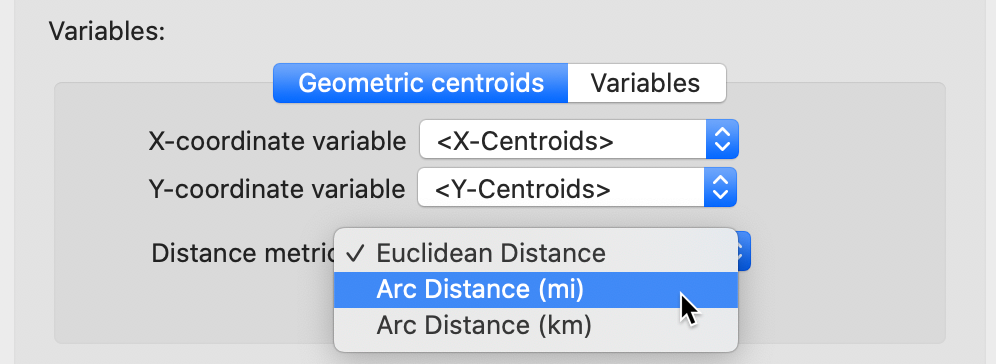 Variables:
Geometric centroids Variables
X-coordinate variable <X-Centroids>
Y-coordinate variable <Y-Centroids>
Distance metric ✓ Euclidean Distance
Arc Distance (mi)
Arc Distance (km)